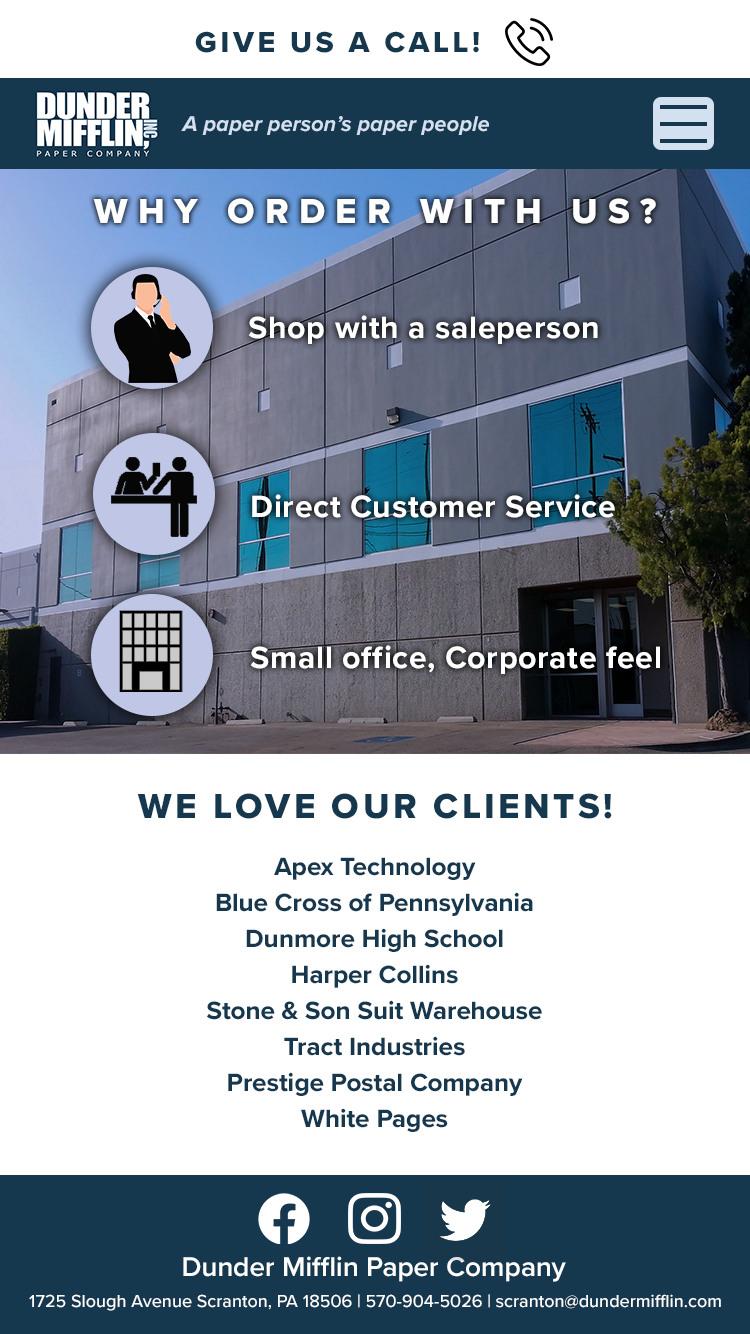 GIVE US A CALL!
DUNDER
MIFFLIN, INC
PAPER COMPANY
A paper person's paper people
WHY ORDER WITH US?
Shop with a saleperson
Direct Customer Service
Small office, Corporate feel
WE LOVE OUR CLIENTS!
Apex Technology
Blue Cross of Pennsylvania
Dunmore High School
Harper Collins
Stone & Son Suit Warehouse
Tract Industries
Prestige Postal Company
White Pages
Dunder Mifflin Paper Company
1725 Slough Avenue Scranton, PA 18506 | 570-904-5026 | scranton@dundermifflin.com